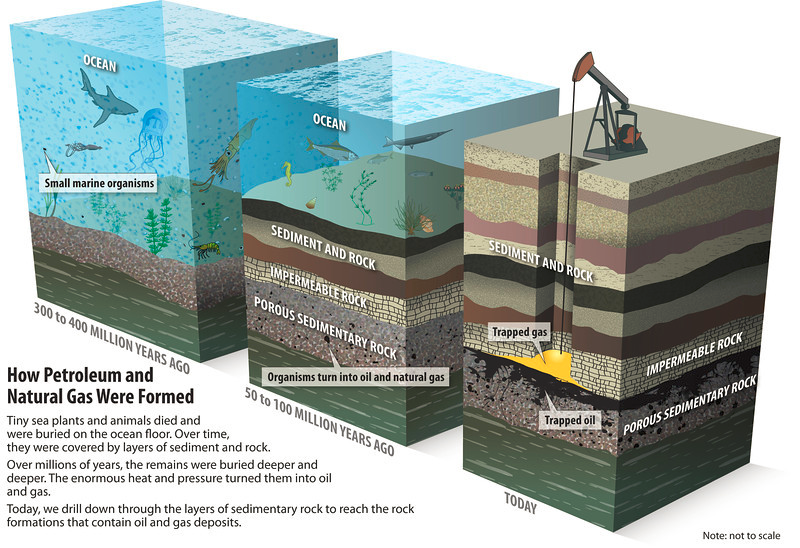 OCEAN
Small marine organisms
300 to 400 MILLION YEARS AGO
OCEAN
SEDIMENT AND ROCK
IMPERMEABLE ROCK
POROUS SEDIMENTARY ROCK
Organisms turn into oil and natural gas
50 to 100 MILLION YEARS AGO
SEDIMENT AND ROCK
Trapped gas
IMPERMEABLE ROCK
POROUS SEDIMENTARY ROCK
Trapped oil
TODAY
How Petroleum and
Natural Gas Were Formed
Tiny sea plants and animals died and
were buried on the ocean floor. Over time,
they were covered by layers of sediment and rock.
Over millions of years, the remains were buried deeper and
deeper. The enormous heat and pressure turned them into oil
and gas.
Today, we drill down through the layers of sedimentary rock to reach the rock
formations that contain oil and gas deposits.
Note: not to scale